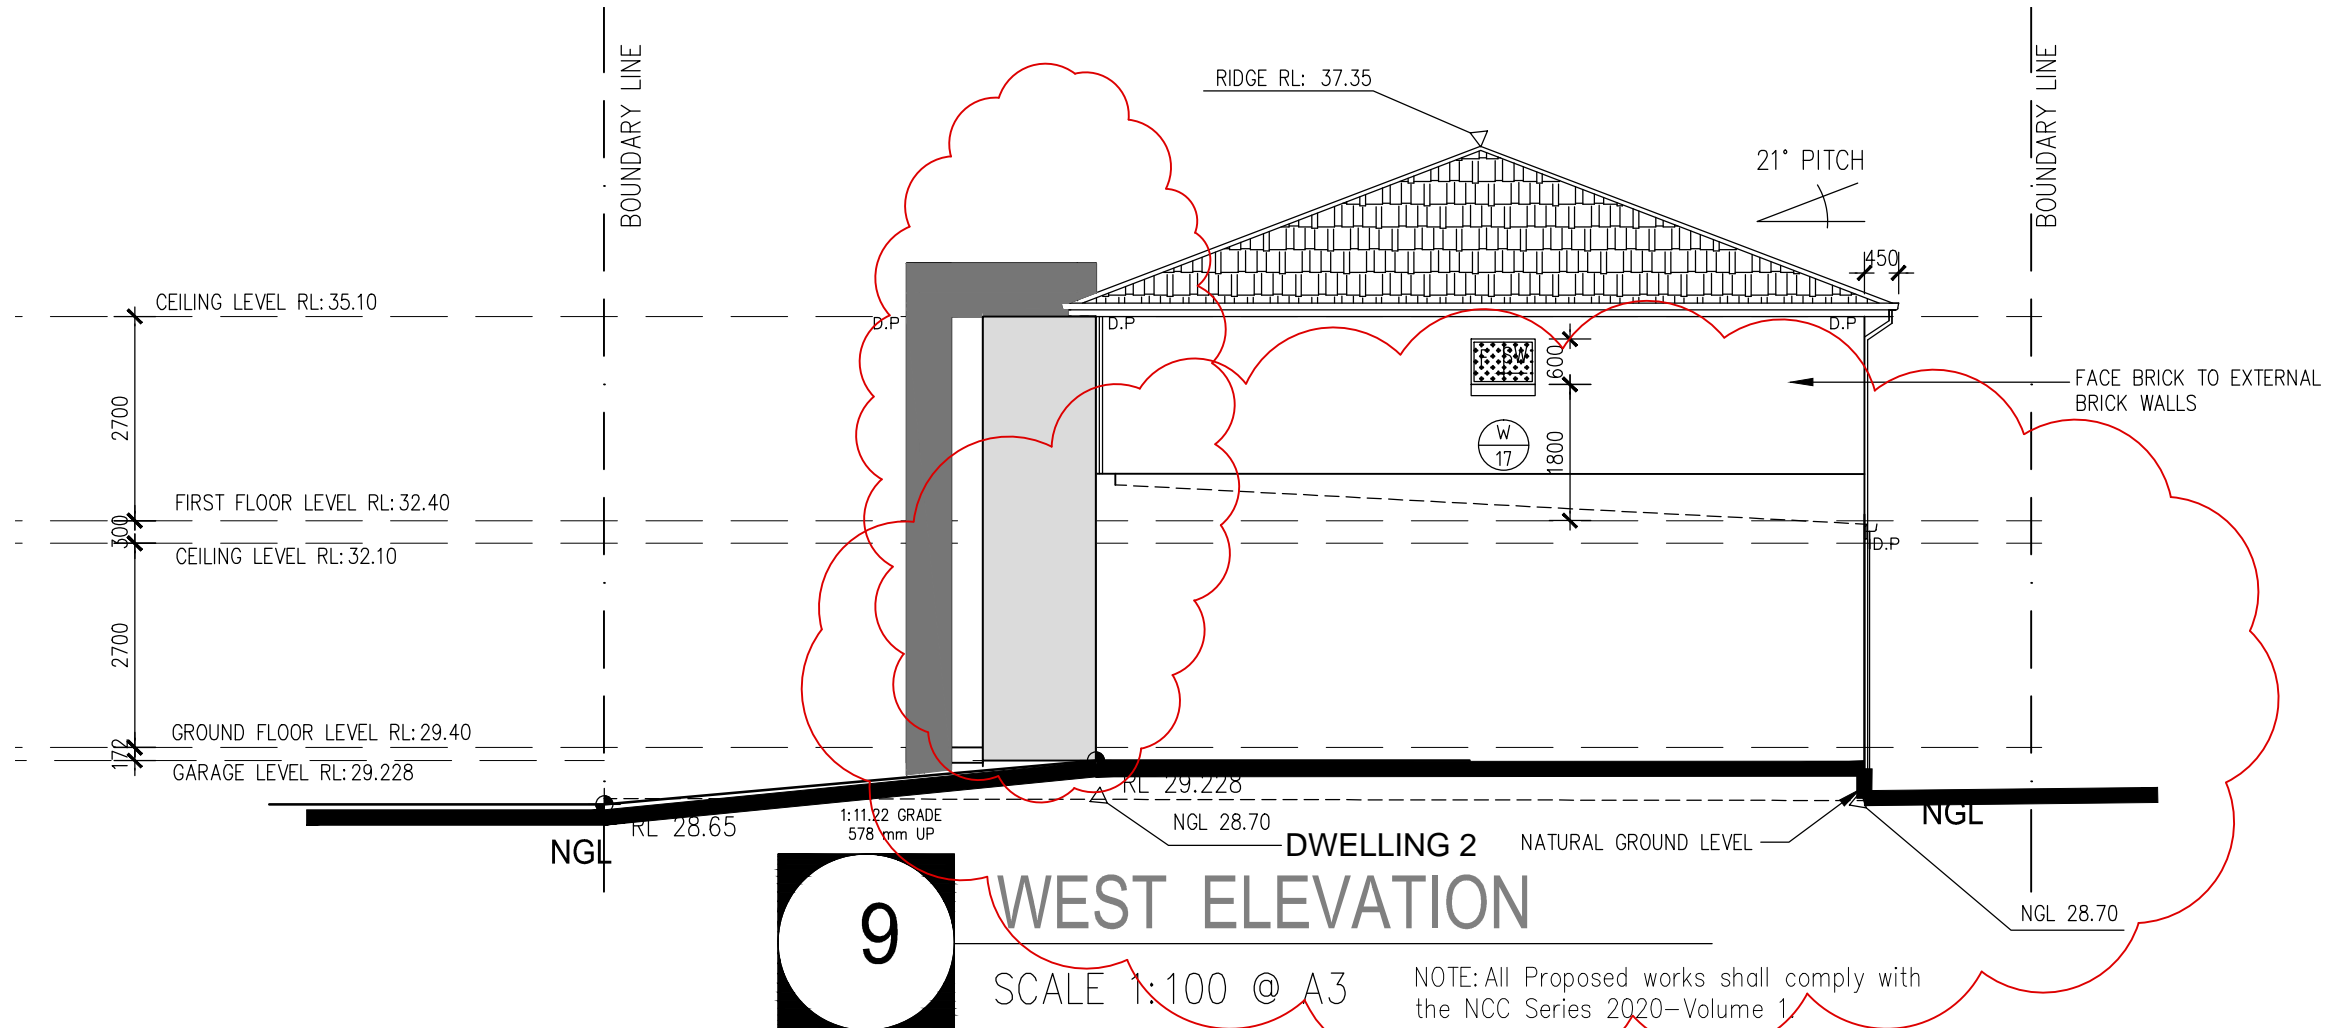 BOUNDARY LINE
BOUNDARY LINE
RIDGE RL: 37.35
21° PITCH
450
CEILING LEVEL RL: 35.10
D.P
D.P
D.P
600
FACE BRICK TO EXTERNAL
BRICK WALLS
2700
W
17
1800
FIRST FLOOR LEVEL RL: 32.40
300
CEILING LEVEL RL: 32.10
D.P
2700
GROUND FLOOR LEVEL RL: 29.40
172
GARAGE LEVEL RL: 29.228
RL 29.228
RL 28.65
1:11.22 GRADE
578 mm UP
NGL 28.70
NGL
NGL
DWELLING 2
NATURAL GROUND LEVEL
NGL 28.70
9
WEST ELEVATION
SCALE 1:100 @ A3
NOTE: All Proposed works shall comply with
the NCC Series 2020-Volume 1.